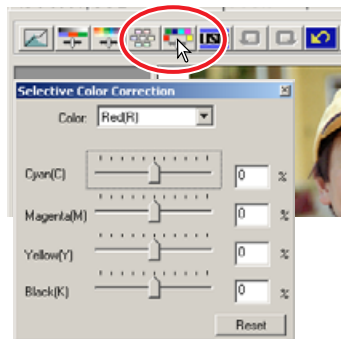 Selective Color Correction
Color: Red(R)
Cyan(C) 0 %
Magenta(M) 0 %
Yellow(Y) 0 %
Black(K) 0 %
Reset